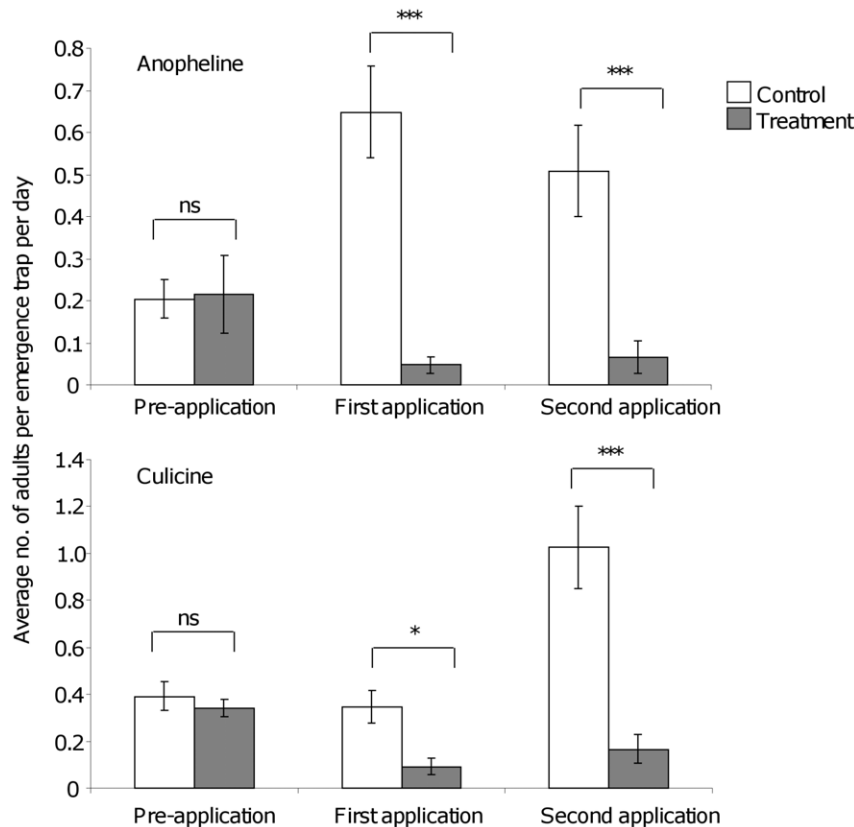 Average no. of adults per emergence trap per day
Anopheline
0.8
0.7
0.6
0.5
0.4
0.3
0.2
0.1
0
ns
***
***
Control
Treatment
Pre-application
First application
Second application
Culicine
1.4
1.2
1.0
0.8
0.6
0.4
0.2
0
ns
*
***
Pre-application
First application
Second application